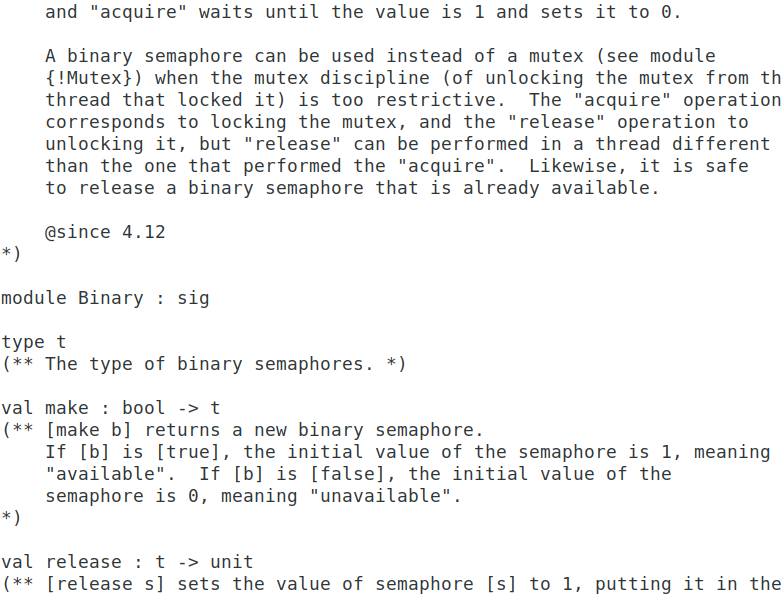 and "acquire" waits until the value is 1 and sets it to 0.
A binary semaphore can be used instead of a mutex (see module
{!Mutex}) when the mutex discipline (of unlocking the mutex from th
thread that locked it) is too restrictive.  The "acquire" operation
corresponds to locking the mutex, and the "release" operation to
unlocking it, but "release" can be performed in a thread different
than the one that performed the "acquire".  Likewise, it is safe
to release a binary semaphore that is already available.
@since 4.12
*)
module Binary : sig
type t
(** The type of binary semaphores. *)
val make : bool -> t
(** [make b] returns a new binary semaphore.
If [b] is [true], the initial value of the semaphore is 1, meaning
"available".  If [b] is [false], the initial value of the
semaphore is 0, meaning "unavailable".
*)
val release : t -> unit
(** [release s] sets the value of semaphore [s] to 1, putting it in the